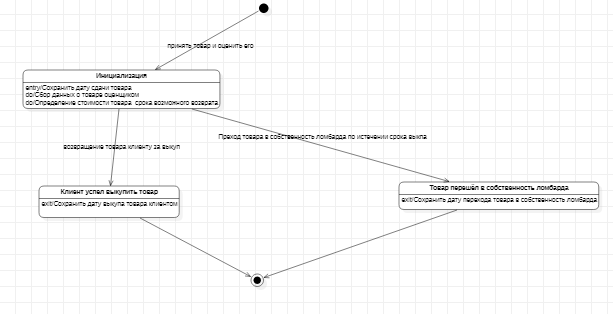 принять товар и оценить его
Инициализация
entry/Сохранить дату сдачи товара
do/Сбор данных о товаре оценщиком
do/Определение стоимости товара срока возможного возврата
возвращение товара клиенту за выкуп
Преход товара в собственность ломбарда по истечении срока выкпа
Клиент успел выкупить товар
exit/Сохранить дату выкупа товара клиентом
Товар перешёл в собственность ломбарда
exit/Сохранить дату перехода товара в собственность ломбарда